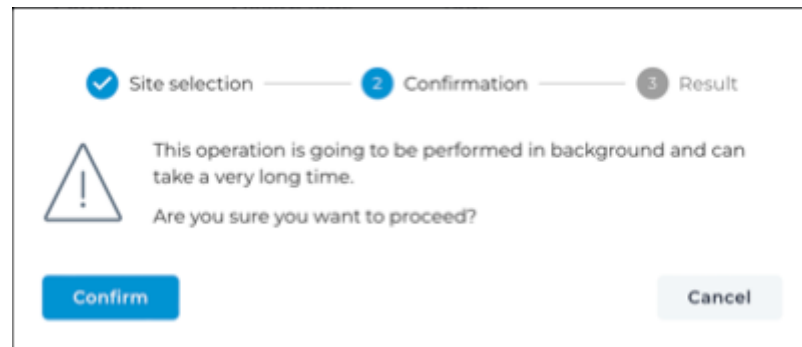 Site selection 2 Confirmation 3 Result
This operation is going to be performed in background and can
take a very long time.
Are you sure you want to proceed?
Confirm Cancel